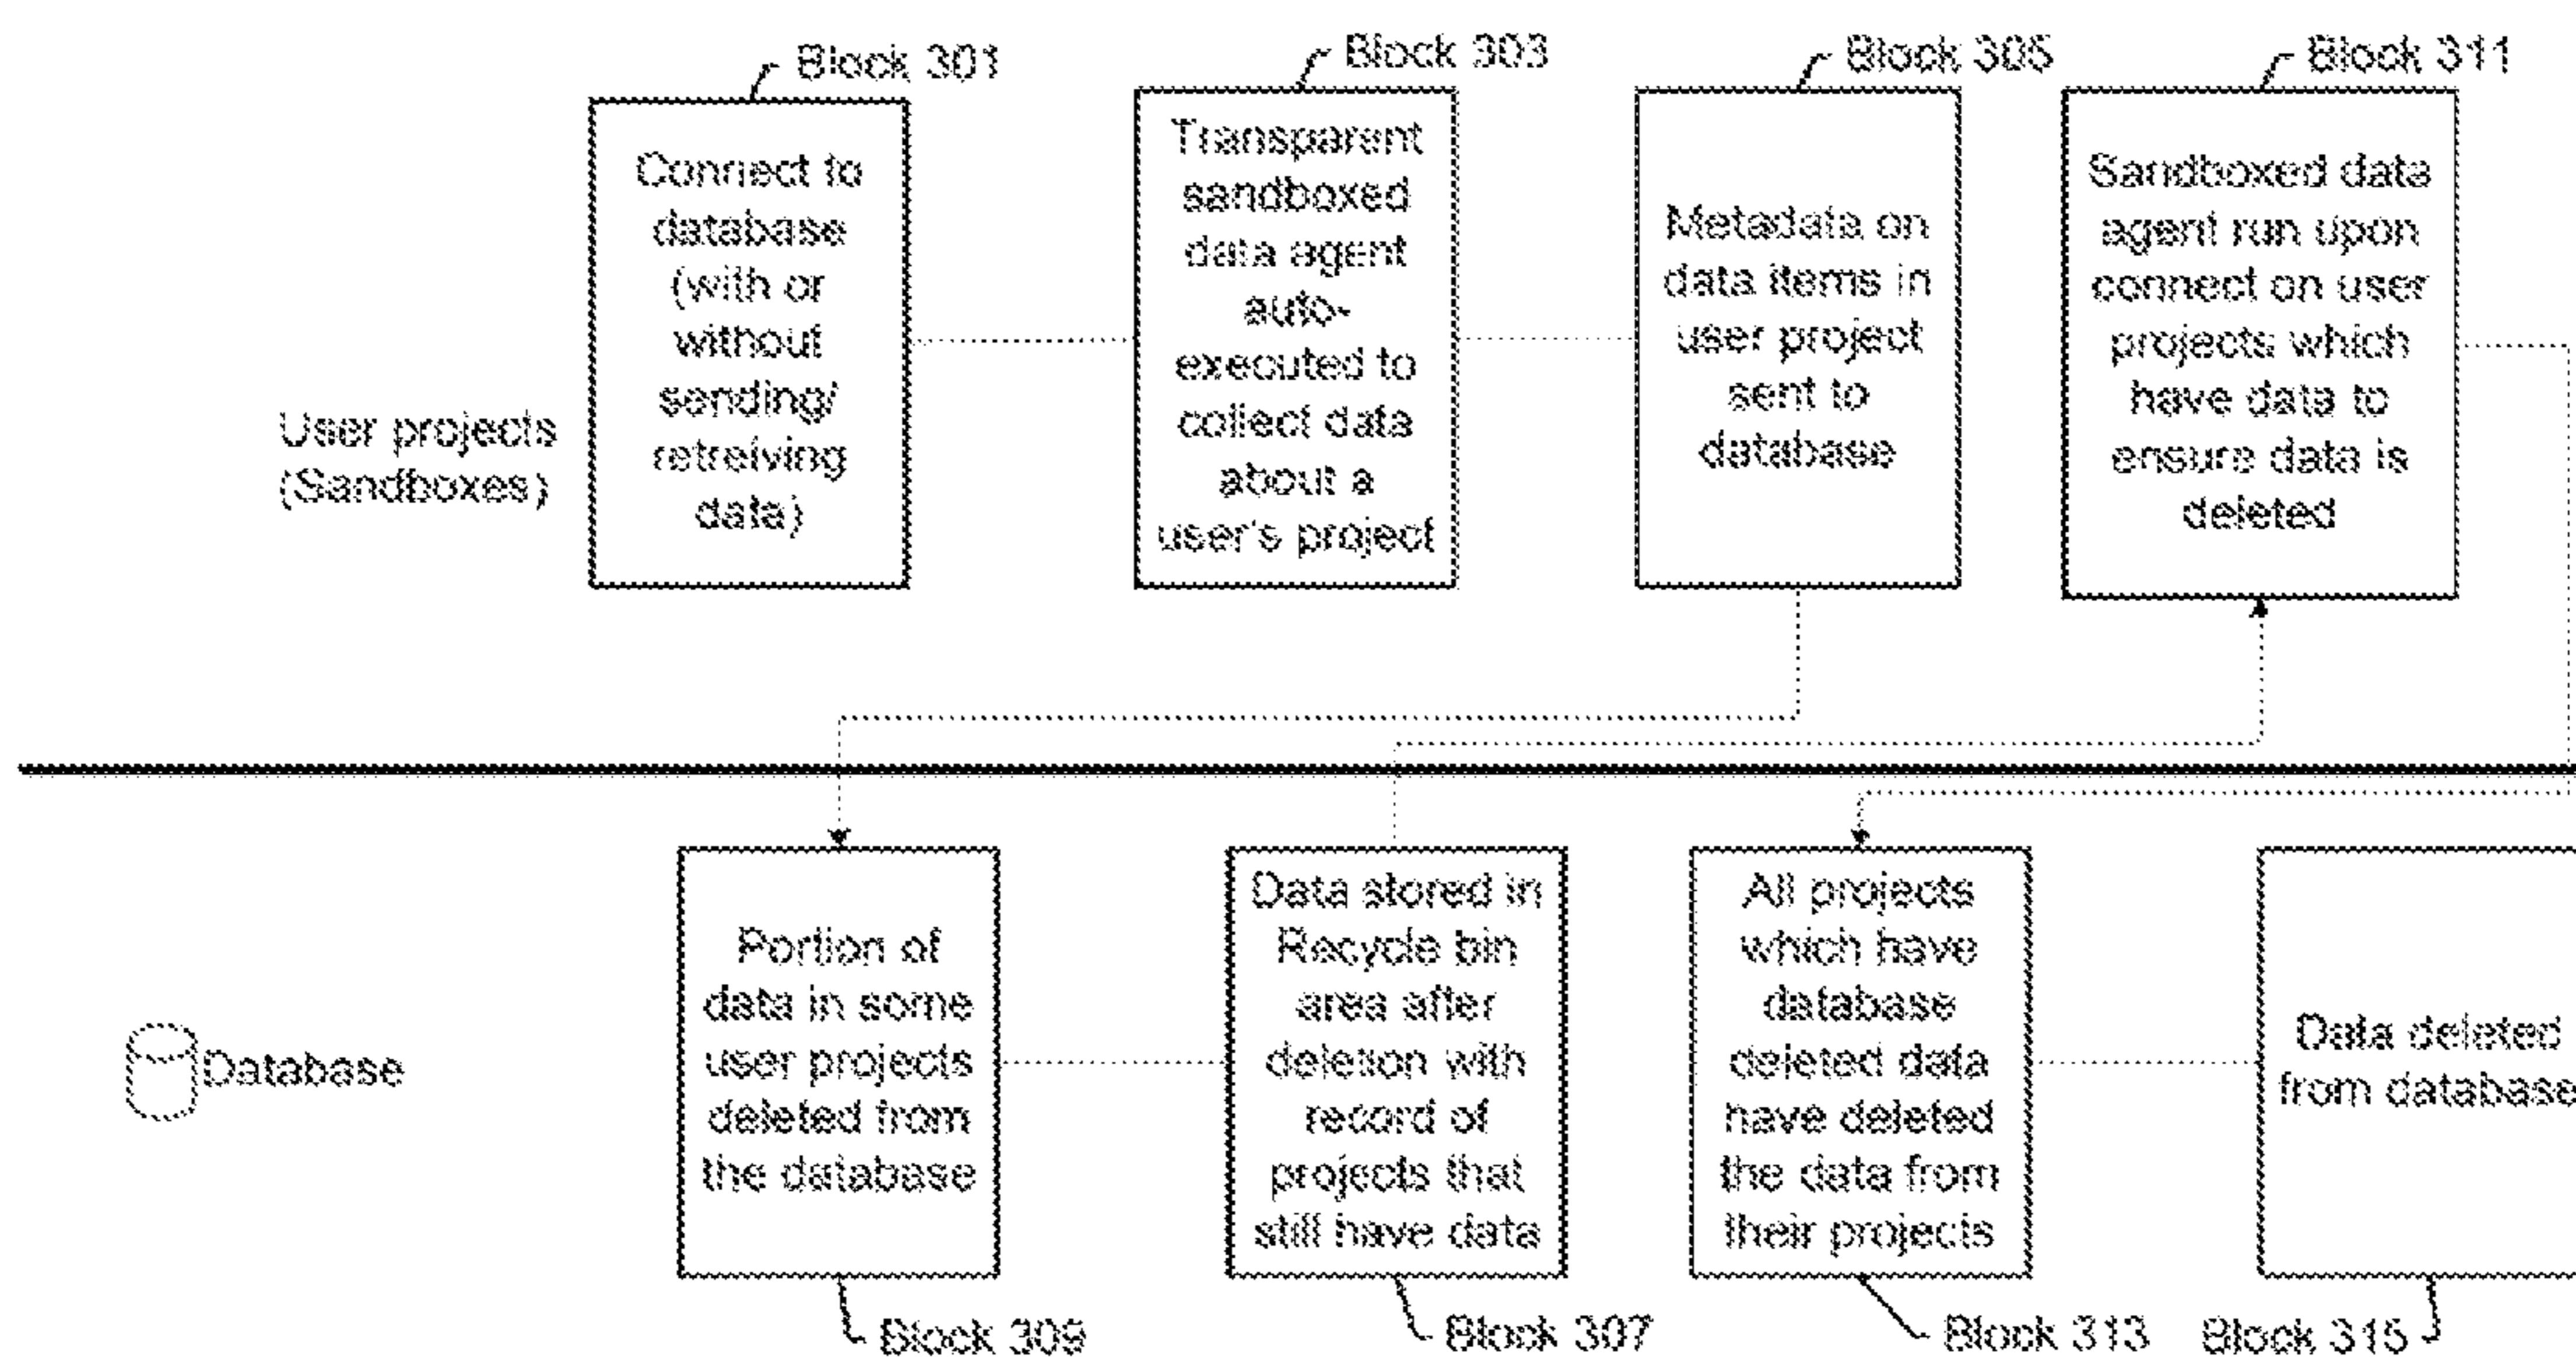 Block 301
Connect to
database
(with or
without
sending/
retreiving
data)
Block 303
Transparent
sandboxed
data agent
auto-
executed to
collect data
about a
user's project
Block 305
Metadata on
data items in
user project
sent to
database
Block 311
Sandboxed data
agent run upon
connect on user
projects which
have data to
ensure data is
deleted
User projects
(Sandboxes)
Database
Portion of
data in some
user projects
deleted from
the database
Block 309
Data stored in
Recycle bin
area after
deletion with
record of
projects that
still have data
Block 307
All projects
which have
database
deleted data
have deleted
the data from
their projects
Block 313
Data deleted
from database
Block 315